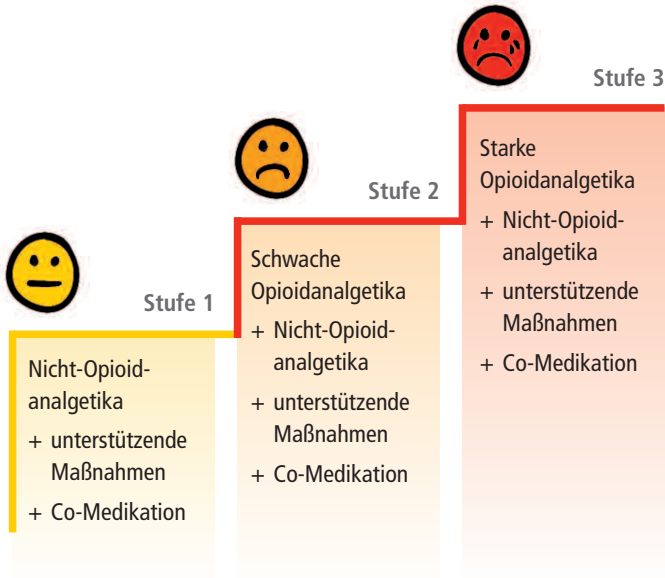 Stufe 1
Nicht-Opioid-
analgetika
+ unterstützende
Maßnahmen
+ Co-Medikation
Stufe 2
Schwache
Opioidanalgetika
+ Nicht-Opioid-
analgetika
+ unterstützende
Maßnahmen
+ Co-Medikation
Stufe 3
Starke
Opioidanalgetika
+ Nicht-Opioid-
analgetika
+ unterstützende
Maßnahmen
+ Co-Medikation